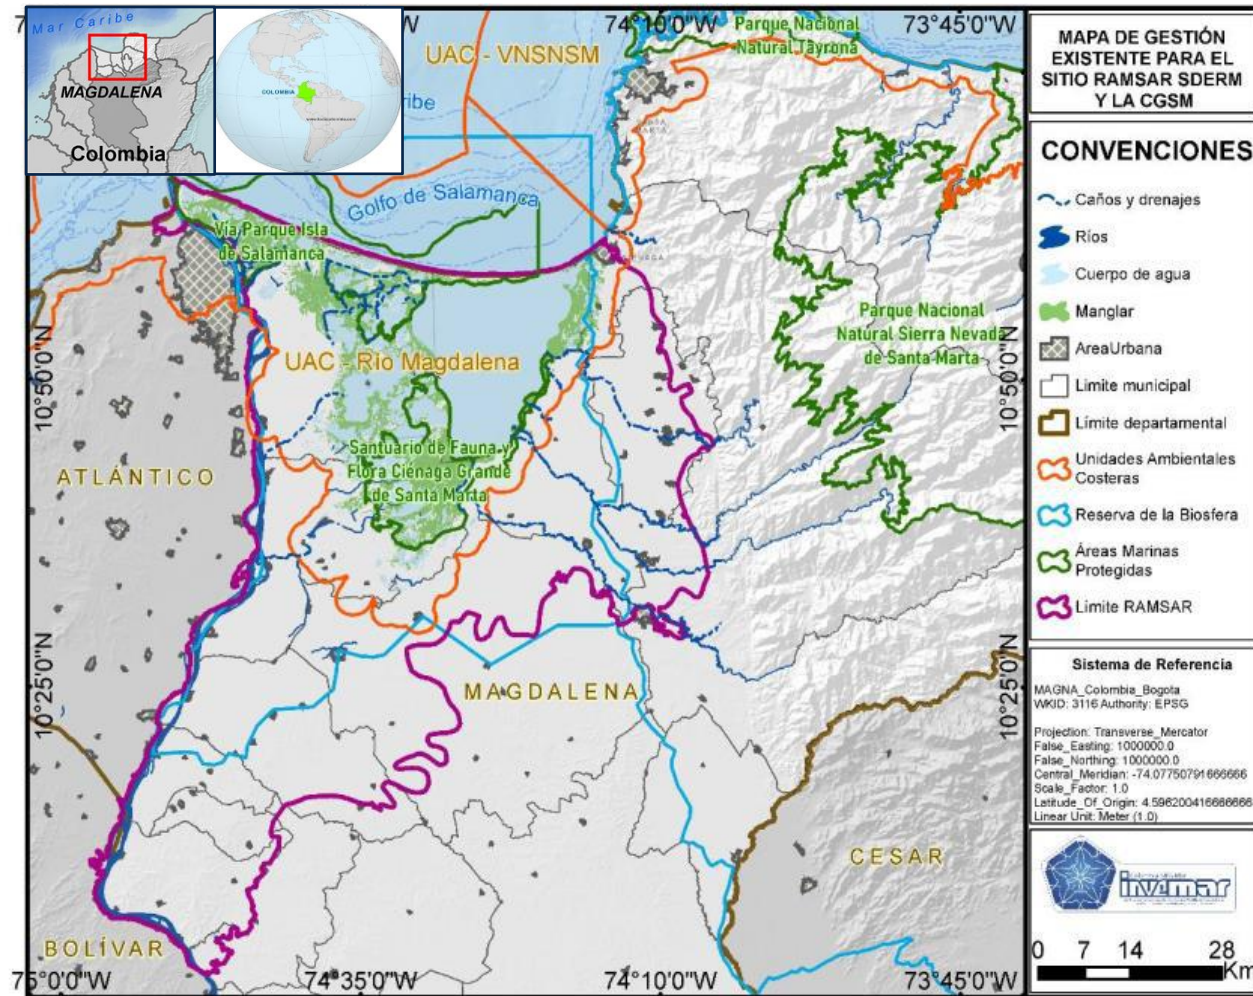 Mar Caribe
MAGDALENA
Colombia
COLOMBIA
74°10'0"W
73°45'0"W
UAC - VNSNSM
Parque Nacional
Natural Tayrona
ribe
Golfo de Salamanca
Vía Parque Isla
de Salamanca
Parque Nacional
Natural Sierra Nevada
de Santa Marta
UAC - Río Magdalena
10°50'0"N
10°50'0"N
Santuario de Fauna y
Flora Ciénaga Grande
de Santa Marta
ATLÁNTICO
10°25'0"N
10°25'0"N
MAGDALENA
CESAR
BOLÍVAR
75°0'0"W
74°35'0"W
74°10'0"W
73°45'0"W
MAPA DE GESTIÓN
EXISTENTE PARA EL
SITIO RAMSAR SDERM
Y LA CGSM
CONVENCIONES
Caños y drenajes
Ríos
Cuerpo de agua
Manglar
AreaUrbana
Limite municipal
Límite departamental
Unidades Ambientales
Costeras
Reserva de la Biosfera
Áreas Marinas
Protegidas
Limite RAMSAR
Sistema de Referencia
MAGNA_Colombia_Bogota
WKID: 3116 Authority: EPSG
Projection: Transverse_Mercator
False_Easting: 1000000.0
False_Northing: 1000000.0
Central_Meridian: -74.07750791666666
Scale_Factor: 1.0
Latitude_Of_Origin: 4.596200416666666
Linear Unit: Meter (1.0)
invemar
0 7 14 28
Km